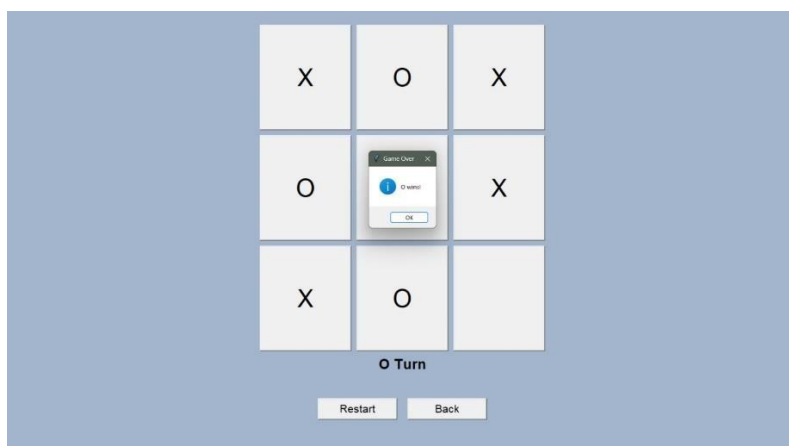 X O X
Game Over
O X
O wins!
OK
X O
O Turn
Restart Back